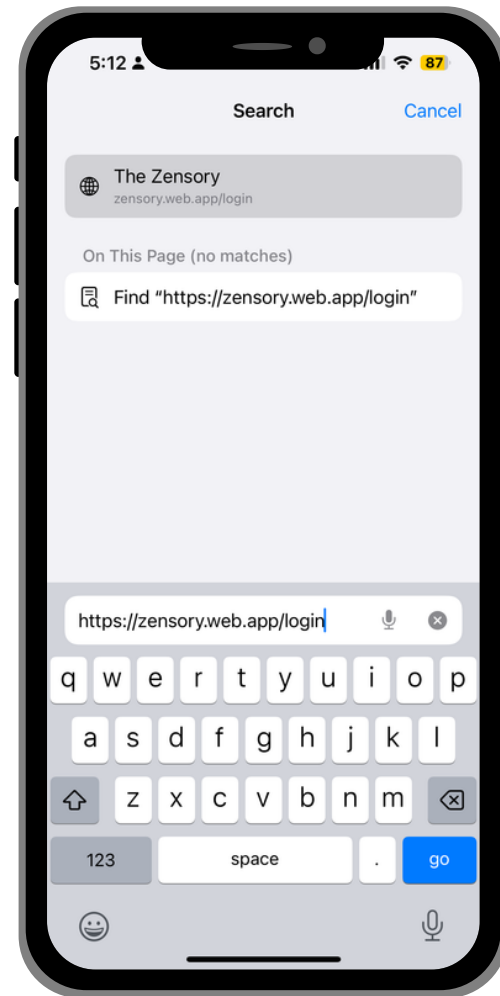 5:12
87
Search
Cancel
The Zensory
zensory.web.app/login
On This Page (no matches)
Find “https://zensory.web.app/login”
https://zensory.web.app/login
q w e r t y u i o p
a s d f g h j k l
z x c v b n m
123 space . go